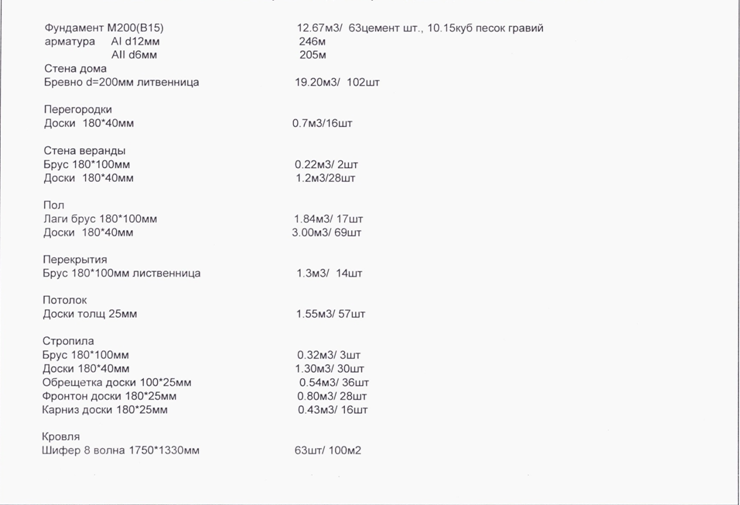 Фундамент М200(В15) 12.67м3/ 63цемент шт., 10.15куб песок гравий
арматура АI d12мм 246м
АII d6мм 205м
Стена дома
Бревно d=200мм литвенница 19.20м3/ 102шт
Перегородки
Доски 180*40мм 0.7м3/16шт
Стена веранды
Брус 180*100мм 0.22м3/ 2шт
Доски 180*40мм 1.2м3/28шт
Пол
Лаги брус 180*100мм 1.84м3/ 17шт
Доски 180*40мм 3.00м3/ 69шт
Перекрытия
Брус 180*100мм лиственница 1.3м3/ 14шт
Потолок
Доски толщ 25мм 1.55м3/ 57шт
Стропила
Брус 180*100мм 0.32м3/ 3шт
Доски 180*40мм 1.30м3/ 30шт
Обрещетка доски 100*25мм 0.54м3/ 36шт
Фронтон доски 180*25мм 0.80м3/ 28шт
Карниз доски 180*25мм 0.43м3/ 16шт
Кровля
Шифер 8 волна 1750*1330мм 63шт/ 100м2